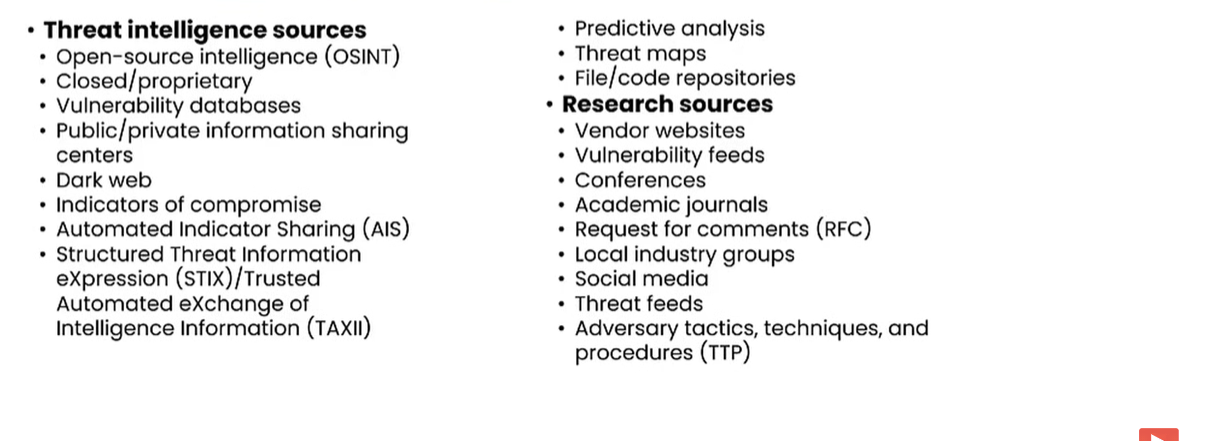 • Threat intelligence sources
• Open-source intelligence (OSINT)
• Closed/proprietary
• Vulnerability databases
• Public/private information sharing
centers
• Dark web
• Indicators of compromise
• Automated Indicator Sharing (AIS)
• Structured Threat Information
eXpression (STIX)/Trusted
Automated eXchange of
Intelligence Information (TAXII)
• Predictive analysis
• Threat maps
• File/code repositories
• Research sources
• Vendor websites
• Vulnerability feeds
• Conferences
• Academic journals
• Request for comments (RFC)
• Local industry groups
• Social media
• Threat feeds
• Adversary tactics, techniques, and
procedures (TTP)